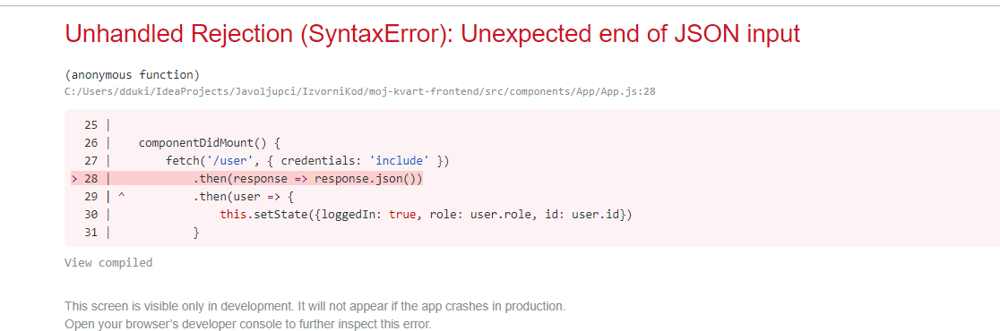 Unhandled Rejection (SyntaxError): Unexpected end of JSON input
(anonymous function)
C:/Users/dduki/IdeaProjects/Javoljupci/IzvorniKod/moj-kvart-frontend/src/components/App/App.js:28
25 |
26 |     componentDidMount() {
27 |         fetch('/user', { credentials: 'include' })
> 28 |             .then(response => response.json())
29 | ^           .then(user => {
30 |                 this.setState({loggedIn: true, role: user.role, id: user.id})
31 |             }
View compiled
This screen is visible only in development. It will not appear if the app crashes in production.
Open your browser's developer console to further inspect this error.